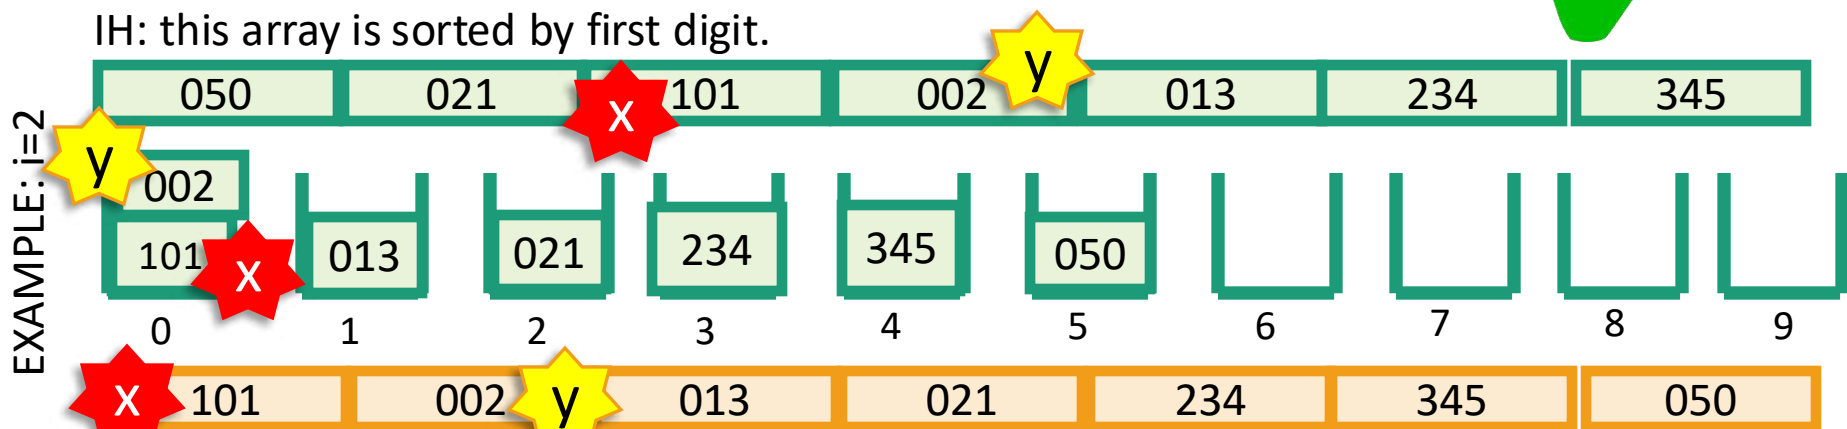 IH: this array is sorted by first digit.
050 021 x 101 002 y 013 234 345
EXAMPLE: i=2
y 002
101 x 013 021 234 345 050
0 1 2 3 4 5 6 7 8 9
x 101 002 y 013 021 234 345 050